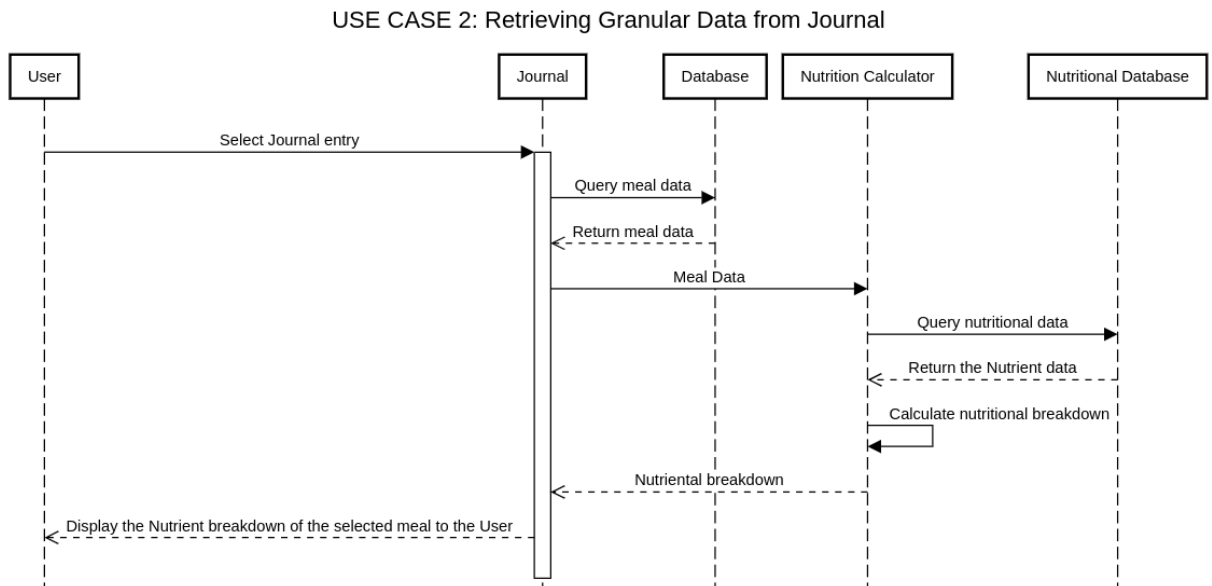 USE CASE 2: Retrieving Granular Data from Journal
User
Journal
Database
Nutrition Calculator
Nutritional Database
Select Journal entry
Query meal data
Return meal data
Meal Data
Query nutritional data
Return the Nutrient data
Calculate nutritional breakdown
Nutriental breakdown
Display the Nutrient breakdown of the selected meal to the User